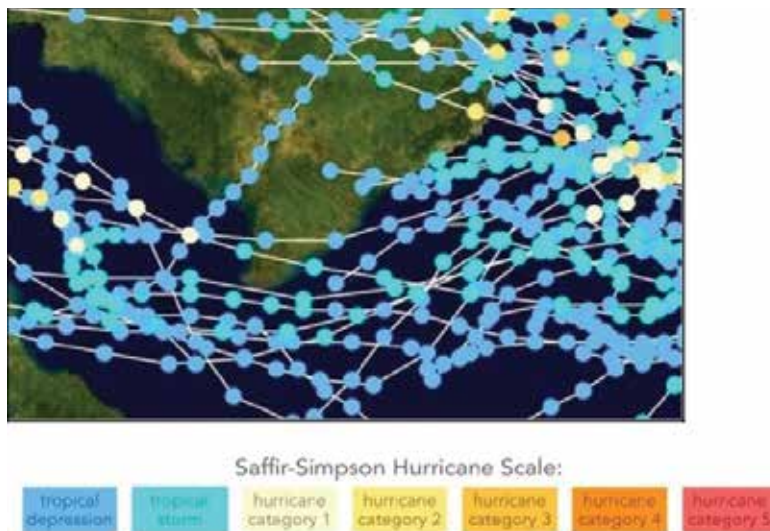 Saffir-Simpson Hurricane Scale:
tropical depression
tropical storm
hurricane category 1
hurricane category 2
hurricane category 3
hurricane category 4
hurricane category 5